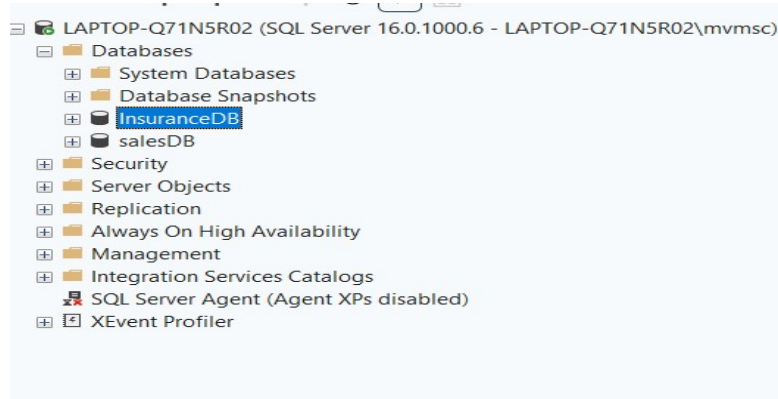 LAPTOP-Q71N5R02 (SQL Server 16.0.1000.6 - LAPTOP-Q71N5R02\mvmsc)
Databases
System Databases
Database Snapshots
InsuranceDB
salesDB
Security
Server Objects
Replication
Always On High Availability
Management
Integration Services Catalogs
SQL Server Agent (Agent XPs disabled)
XEvent Profiler